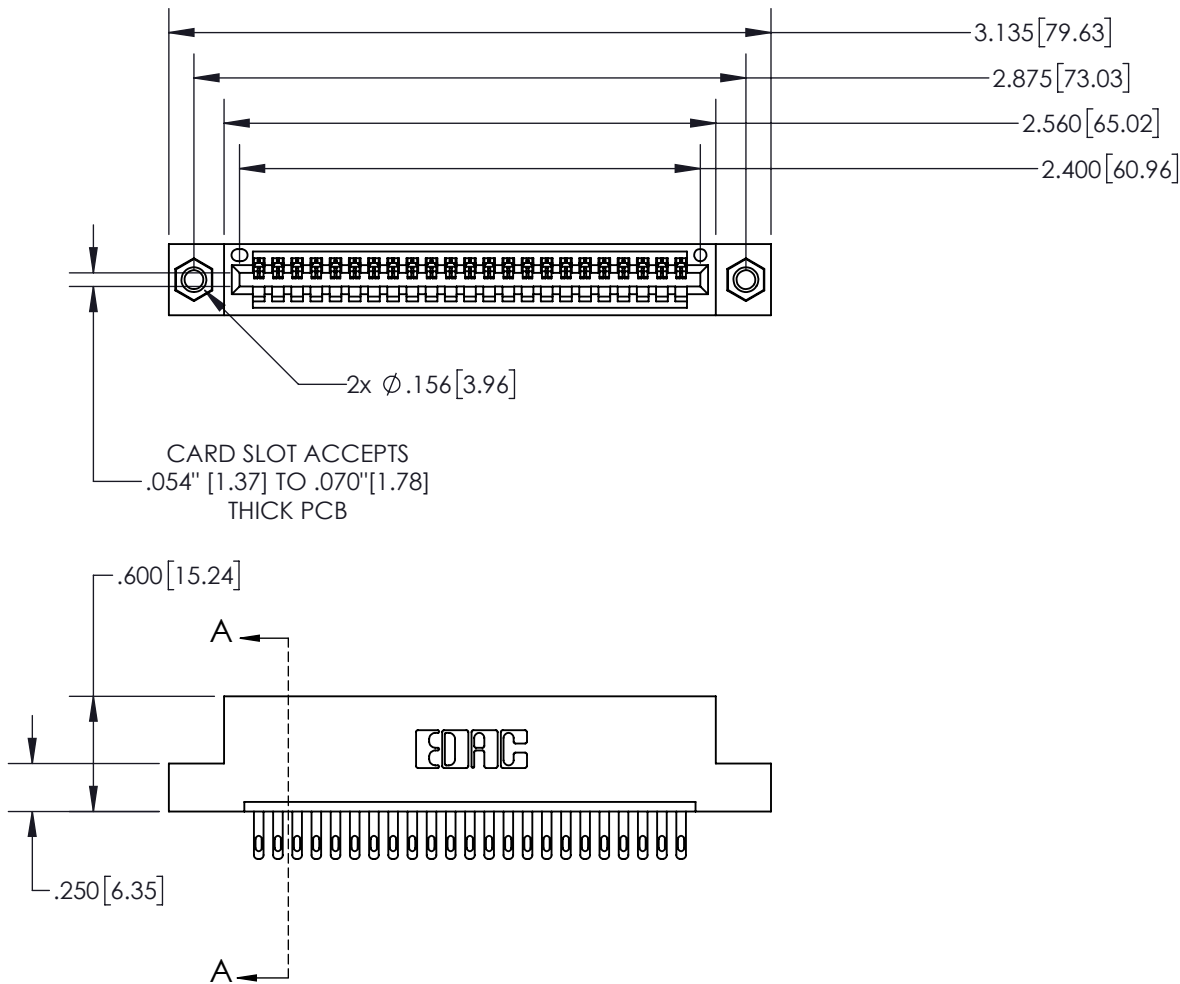 3.135[79.63]
2.875[73.03]
2.560[65.02]
2.400[60.96]
2x ∅.156[3.96]
CARD SLOT ACCEPTS
.054" [1.37] TO .070"[1.78]
THICK PCB
.600[15.24]
A
EDAC
.250[6.35]
A